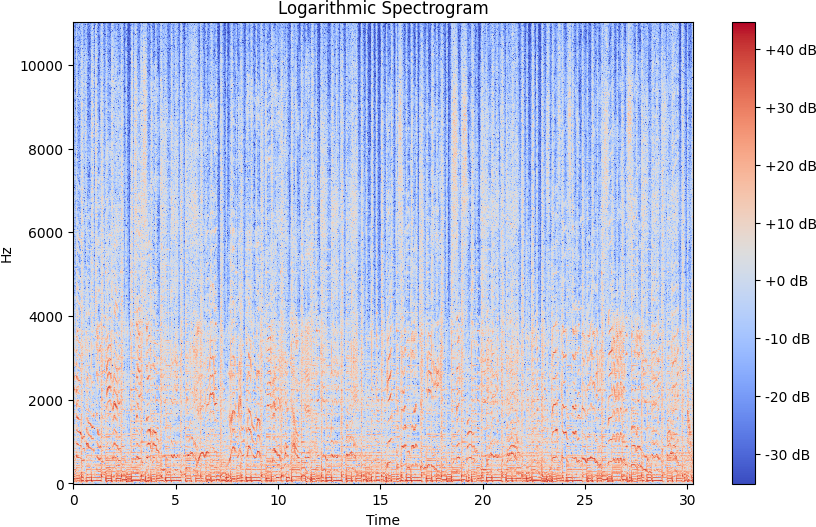 Logarithmic Spectrogram
Hz
10000
8000
6000
4000
2000
0
0 5 10 15 20 25 30
Time
+40 dB
+30 dB
+20 dB
+10 dB
+0 dB
-10 dB
-20 dB
-30 dB